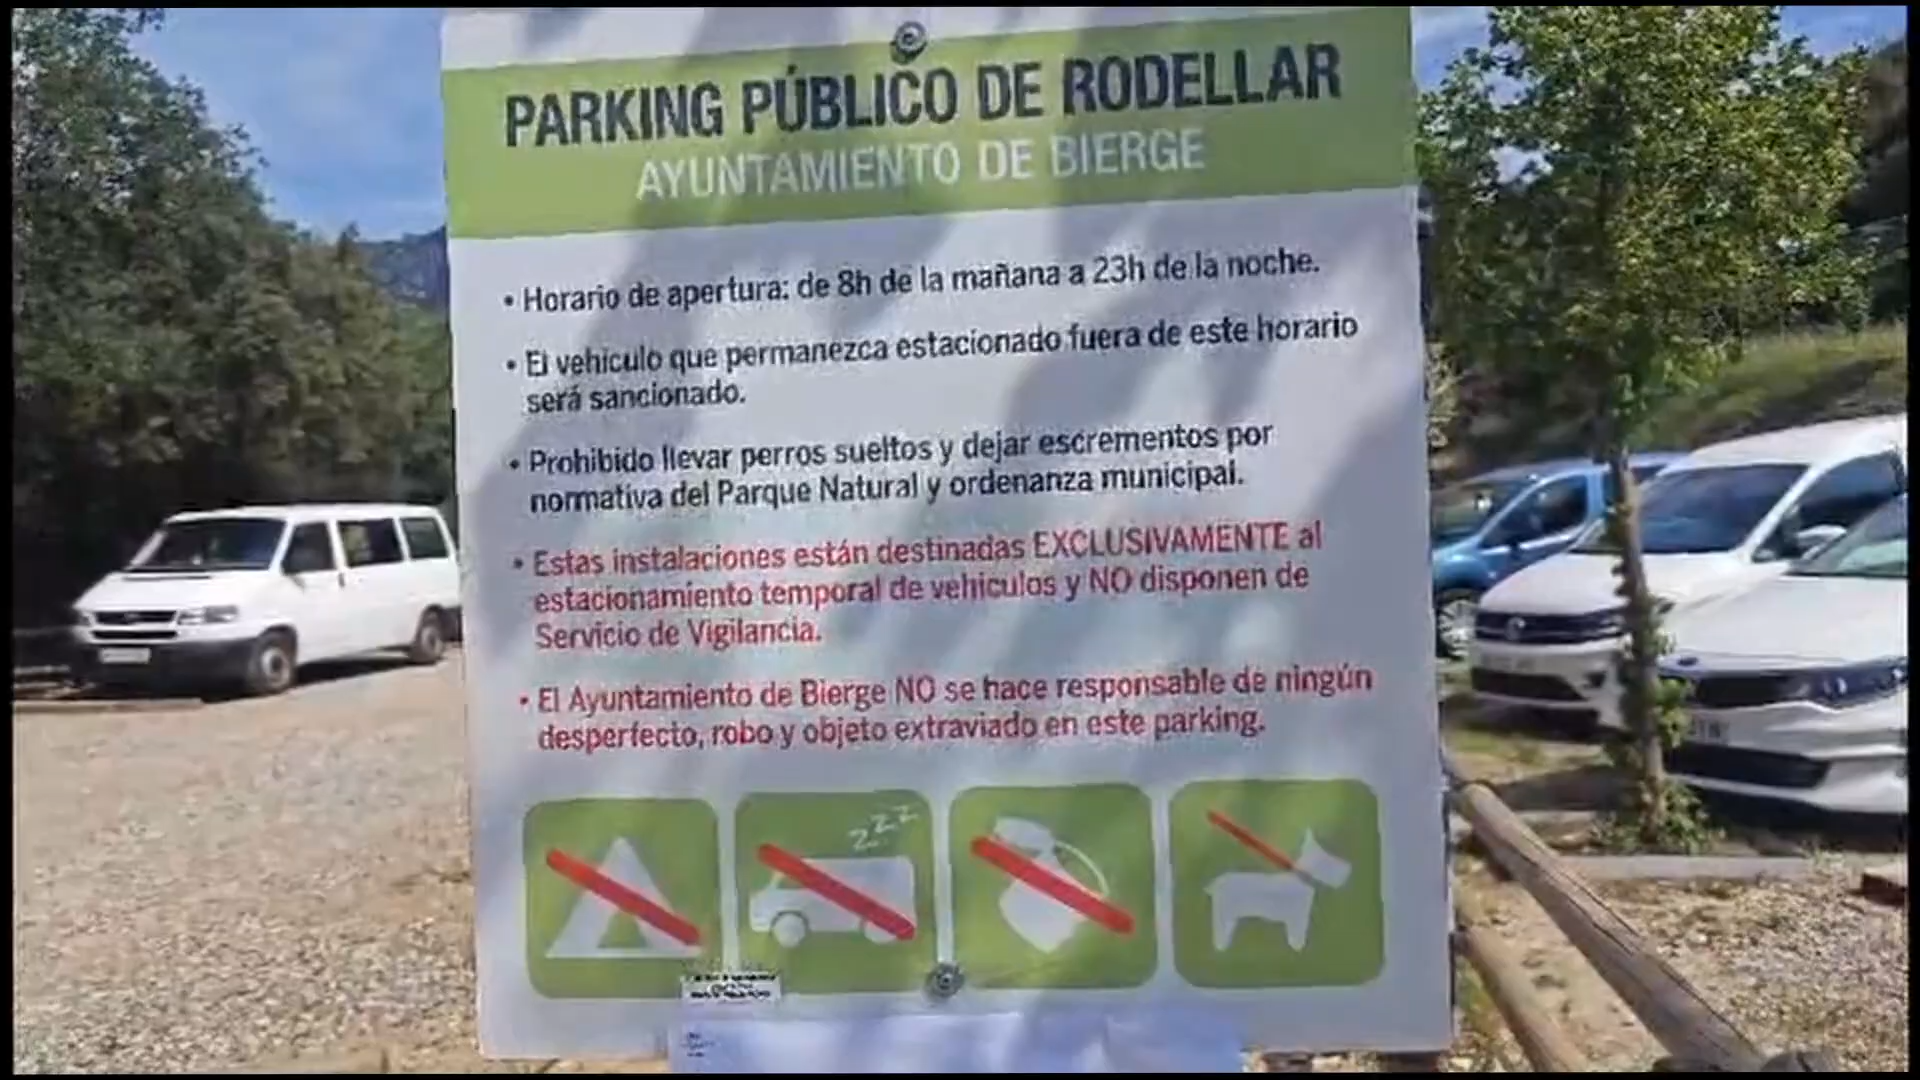 PARKING PÚBLICO DE RODELLAR
AYUNTAMIENTO DE BIERGE
• Horario de apertura: de 8h de la mañana a 23h de la noche.
• El vehículo que permanezca estacionado fuera de este horario
será sancionado.
• Prohibido llevar perros sueltos y dejar escrementos por
normativa del Parque Natural y ordenanza municipal.
• Estas instalaciones están destinadas EXCLUSIVAMENTE al
estacionamiento temporal de vehículos y NO disponen de
Servicio de Vigilancia.
• El Ayuntamiento de Bierge NO se hace responsable de ningún
desperfecto, robo y objeto extraviado en este parking.
zzz